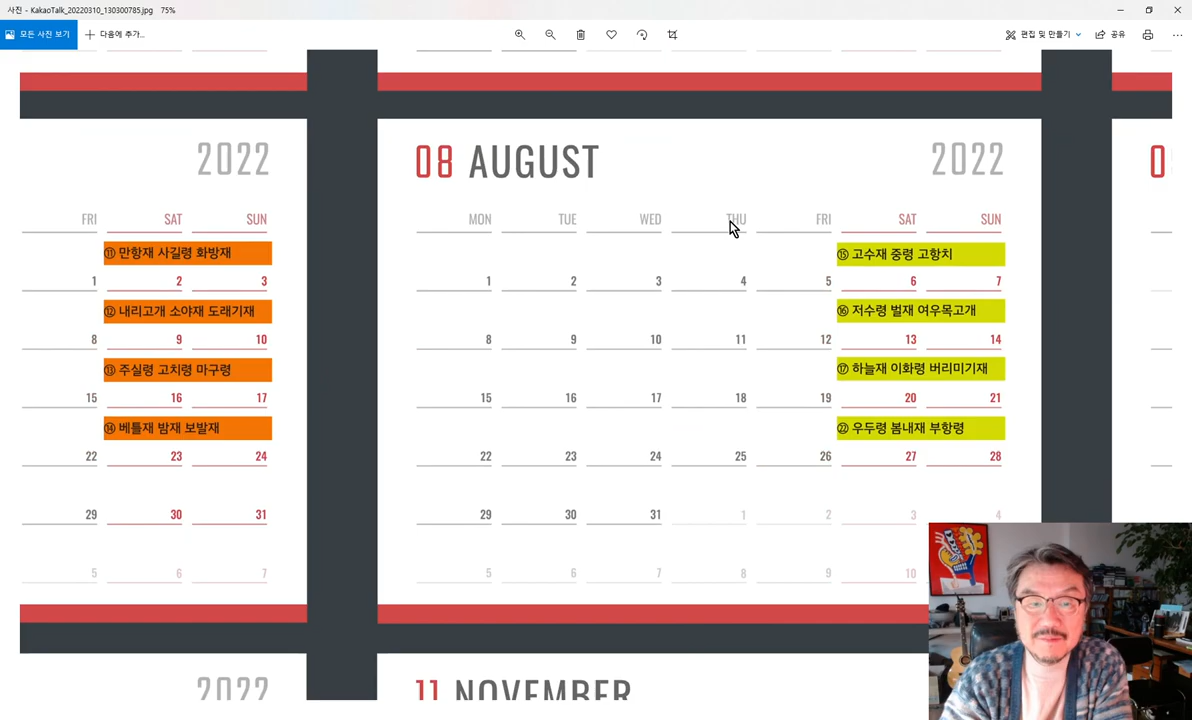 사진 - KakaoTalk_20220310_130300785.jpg 75%
모든 사진 보기 다음에 추가... 편집 및 만들기 공유
2022
FRI SAT SUN
⑪ 만항재 사길령 화방재
1 2 3
⑫ 내리고개 소야재 도래기재
8 9 10
⑬ 주실령 고치령 마구령
15 16 17
⑭ 베틀재 밤재 보발재
22 23 24
29 30 31
5 6 7
2022
08 AUGUST 2022
MON TUE WED THU FRI SAT SUN
⑮ 고수재 중령 고항치
1 2 3 4 5 6 7
⑯ 저수령 벌재 여우목고개
8 9 10 11 12 13 14
⑰ 하늘재 이화령 버리미기재
15 16 17 18 19 20 21
㉒ 우두령 봄내재 부항령
22 23 24 25 26 27 28
29 30 31 1 2 3 4
5 6 7 8 9 10
11 NOVEMBER
0